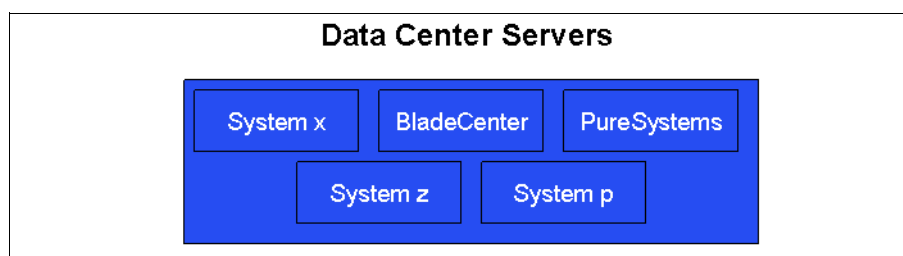 Data Center Servers
System x BladeCenter PureSystems
System z System p